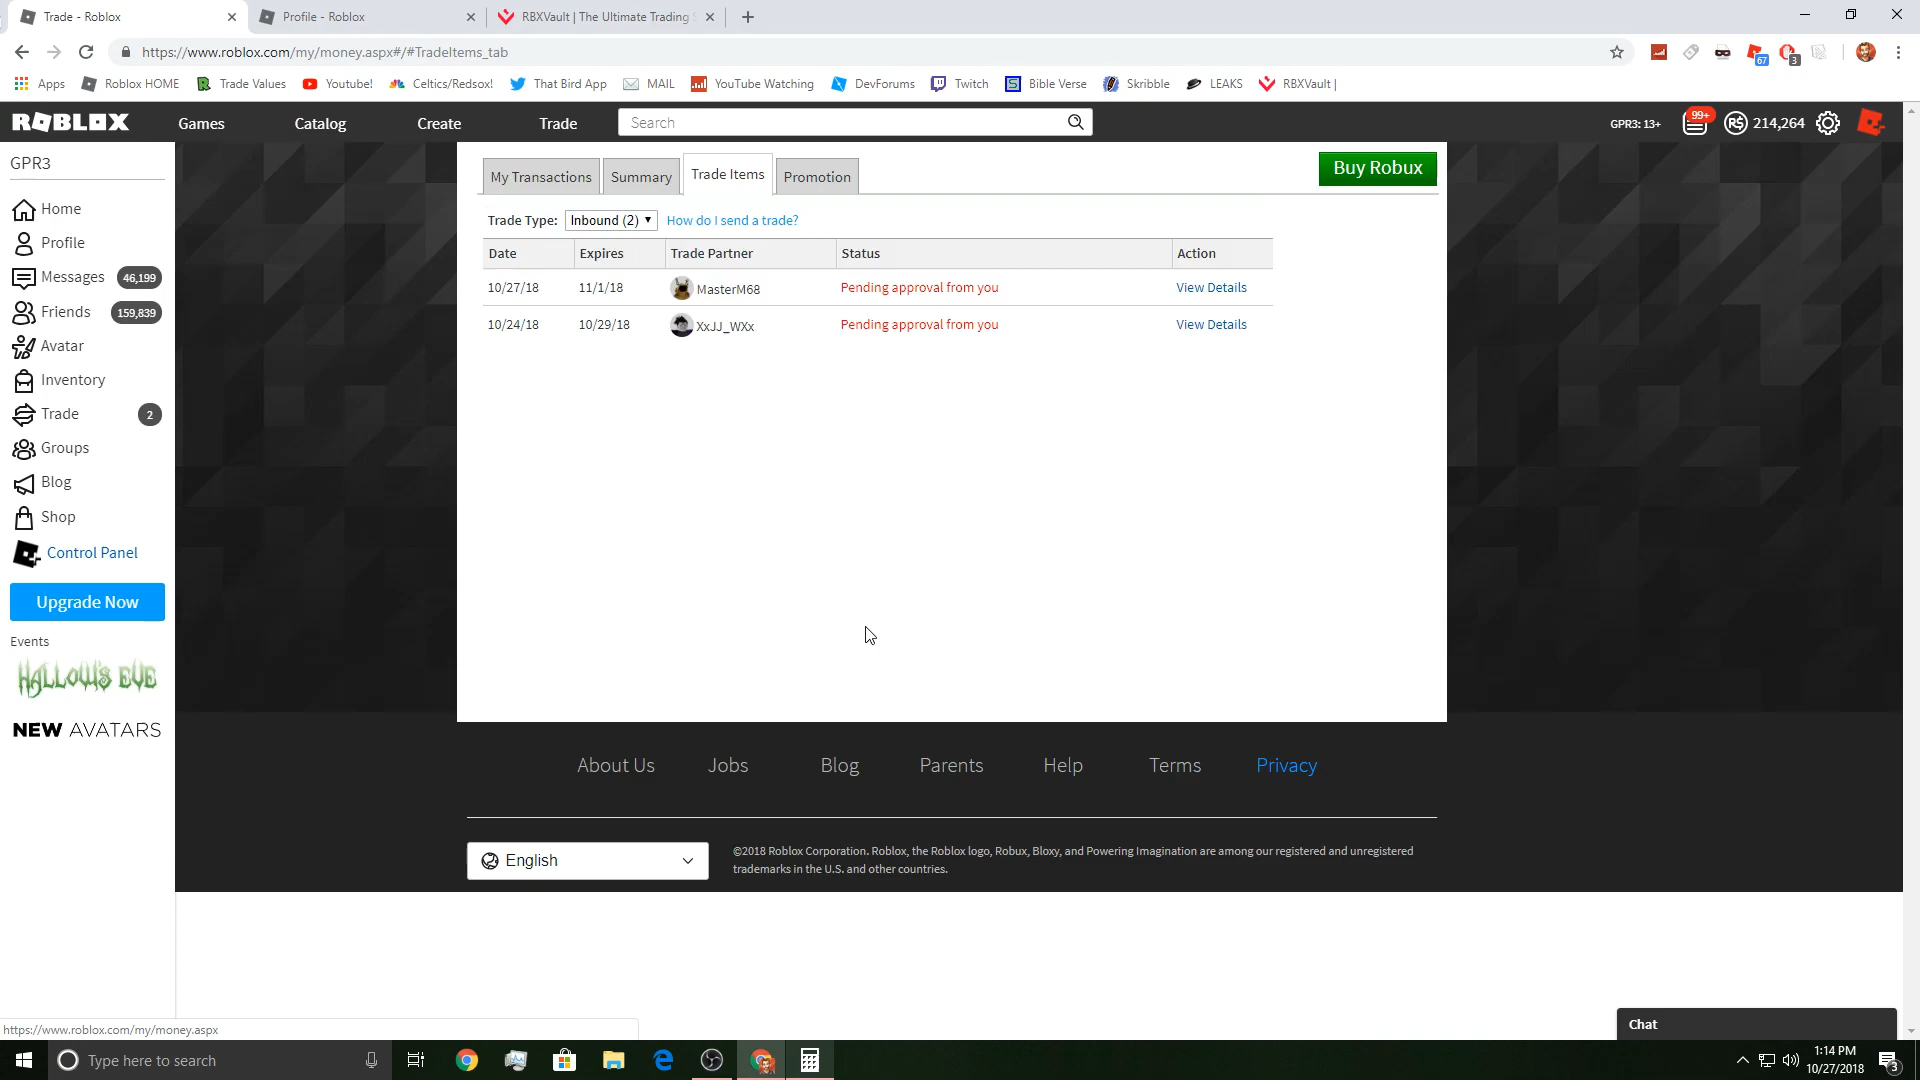 Trade - Roblox
Profile - Roblox
RBXVault | The Ultimate Trading
https://www.roblox.com/my/money.aspx#/#TradeItems_tab
67
3
Apps
Roblox HOME
Trade Values
Youtube!
Celtics/Redsox!
That Bird App
MAIL
YouTube Watching
DevForums
Twitch
Bible Verse
Skribble
LEAKS
RBXVault |
ROBLOX
Games
Catalog
Create
Trade
Search
GPR3: 13+
99+
R$
214,264
GPR3
Home
Profile
Messages
46,199
Friends
159,839
Avatar
Inventory
Trade
2
Groups
Blog
Shop
Control Panel
Upgrade Now
Events
HALLOW'S EVE
NEW AVATARS
My Transactions
Summary
Trade Items
Promotion
Buy Robux
Trade Type:
Inbound (2)
How do I send a trade?
Date
Expires
Trade Partner
Status
Action
10/27/18
11/1/18
MasterM68
Pending approval from you
View Details
10/24/18
10/29/18
XxJJ_WXx
Pending approval from you
View Details
About Us
Jobs
Blog
Parents
Help
Terms
Privacy
English
©2018 Roblox Corporation. Roblox, the Roblox logo, Robux, Bloxy, and Powering Imagination are among our registered and unregistered
trademarks in the U.S. and other countries.
Chat
https://www.roblox.com/my/money.aspx
Type here to search
1:14 PM
10/27/2018
3